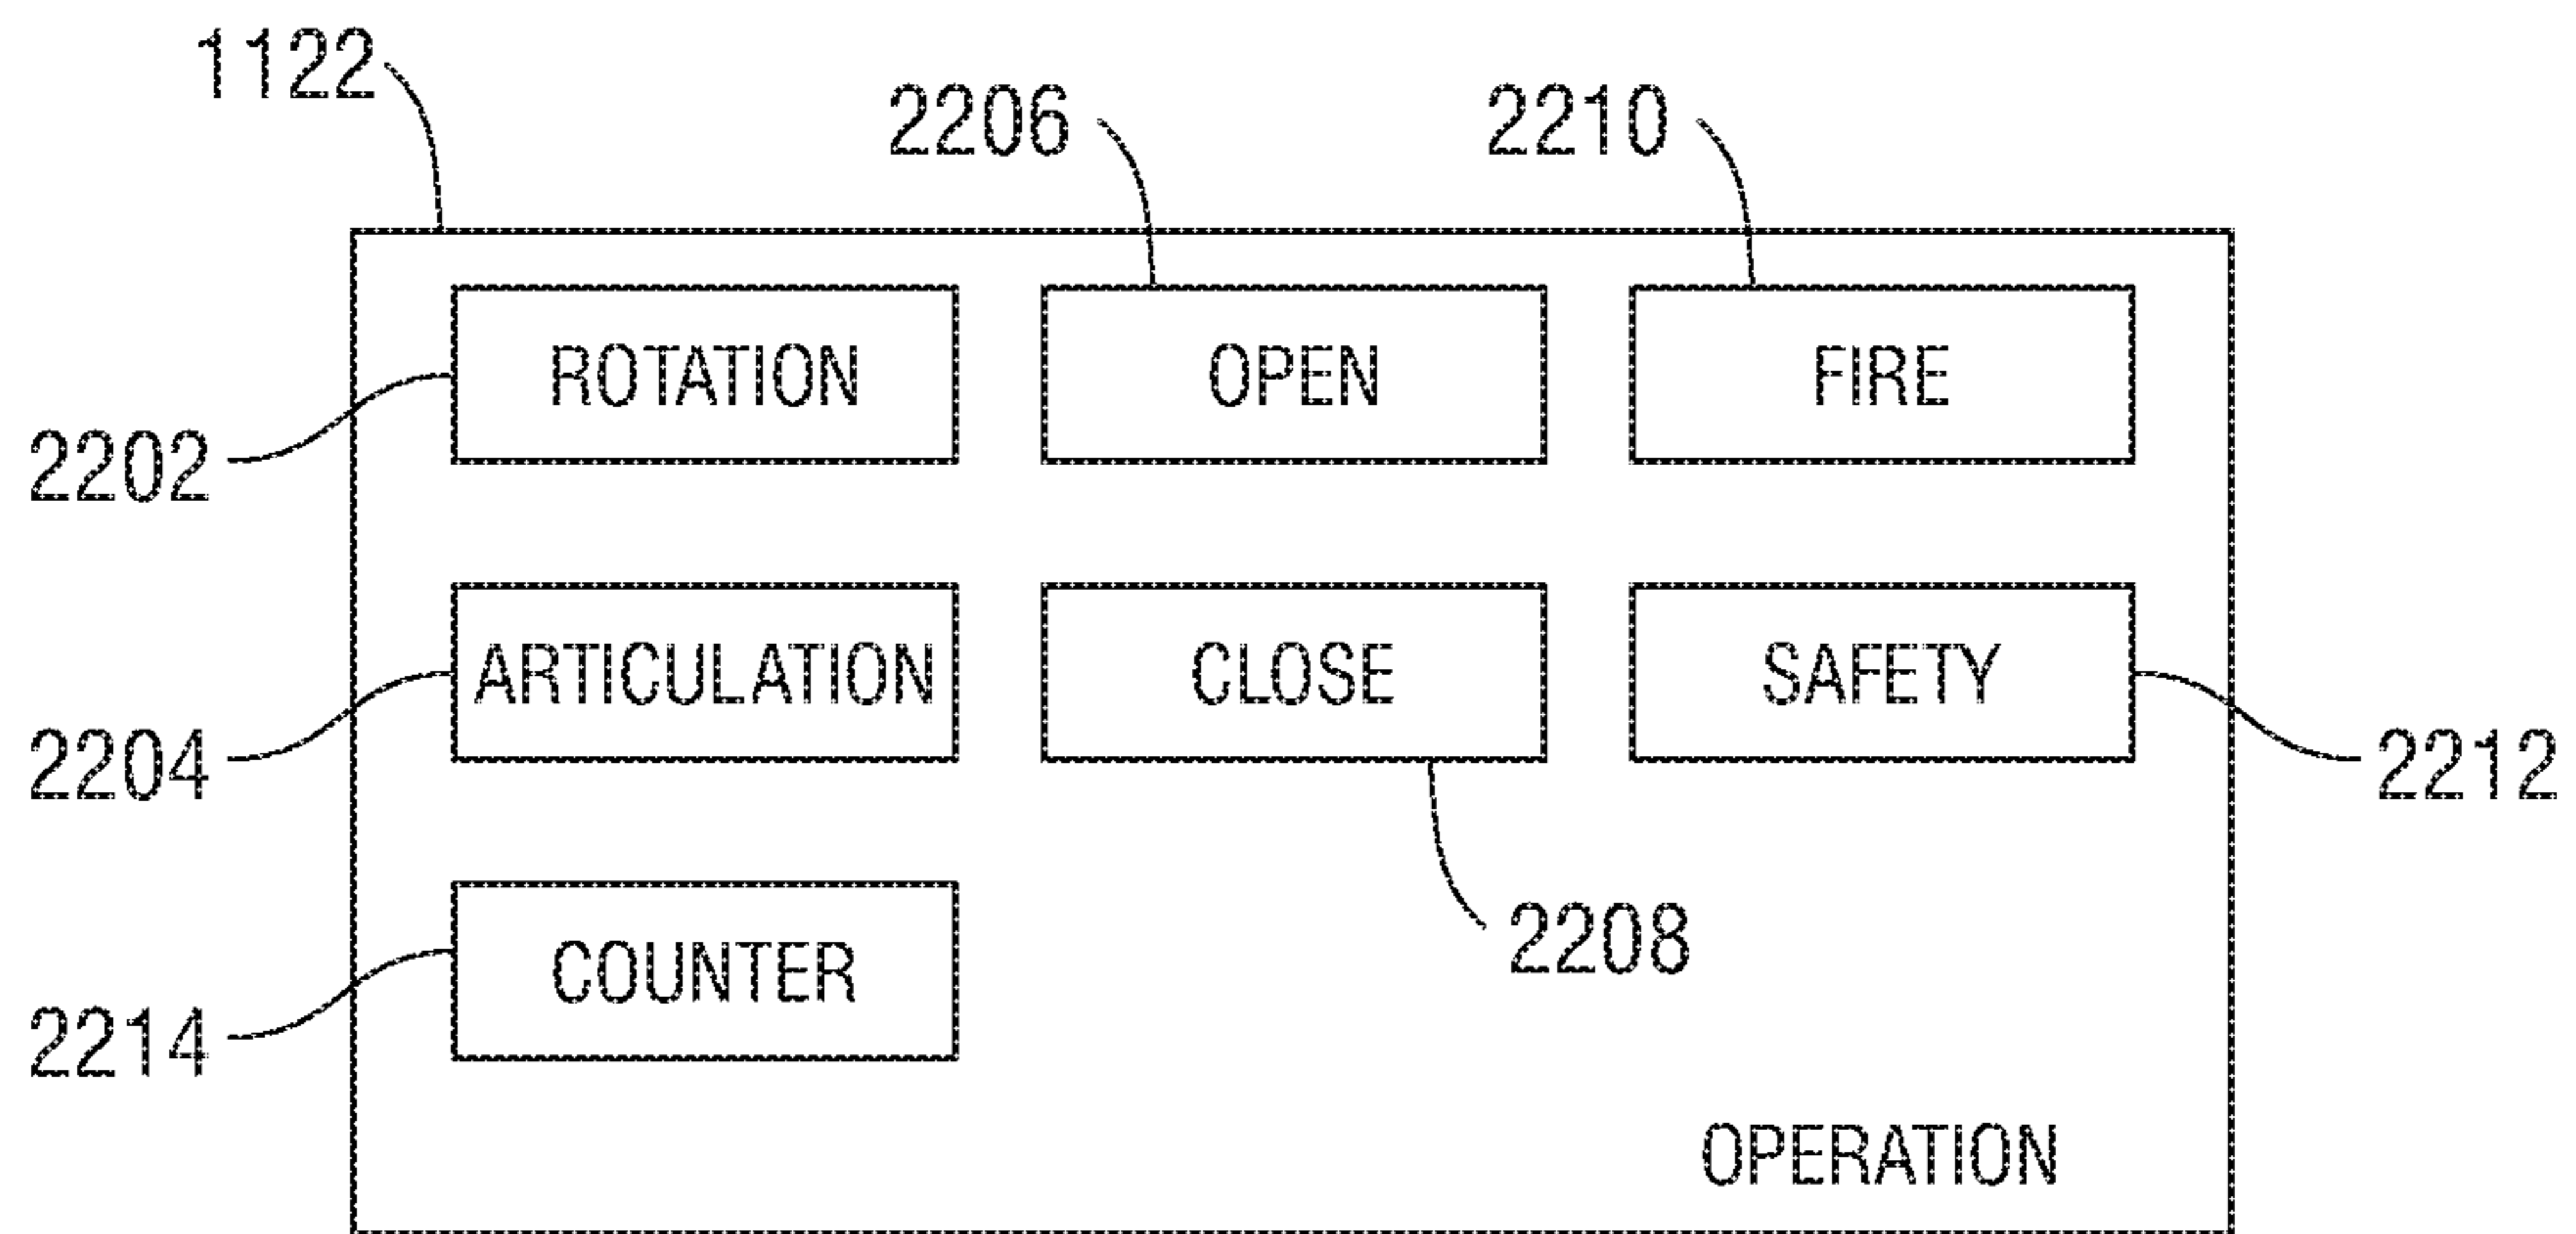 1122
2206
2210
ROTATION
OPEN
FIRE
2202
ARTICULATION
CLOSE
SAFETY
2204
2212
2208
COUNTER
2214
OPERATION